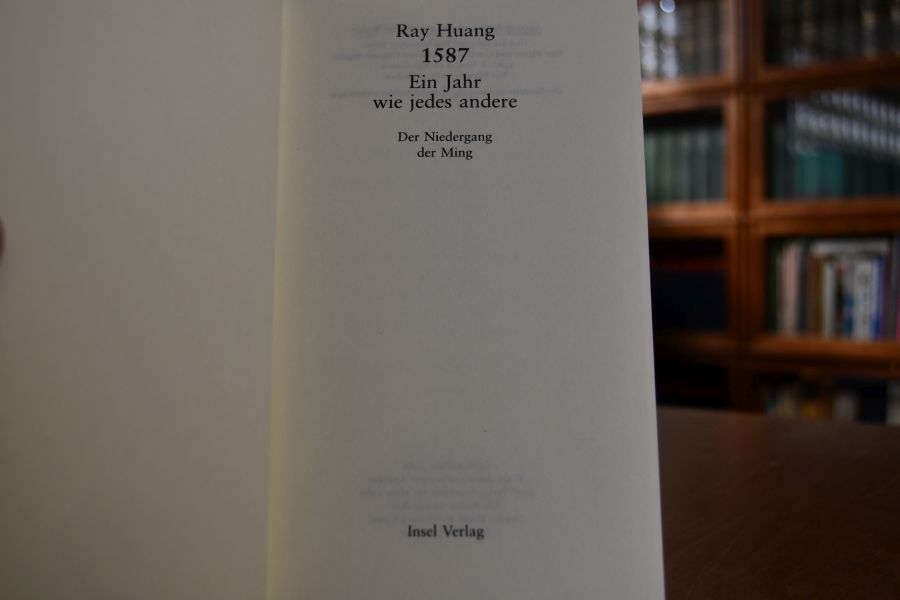 Ray Huang
1587
Ein Jahr
wie jedes andere
Der Niedergang
der Ming
Insel Verlag